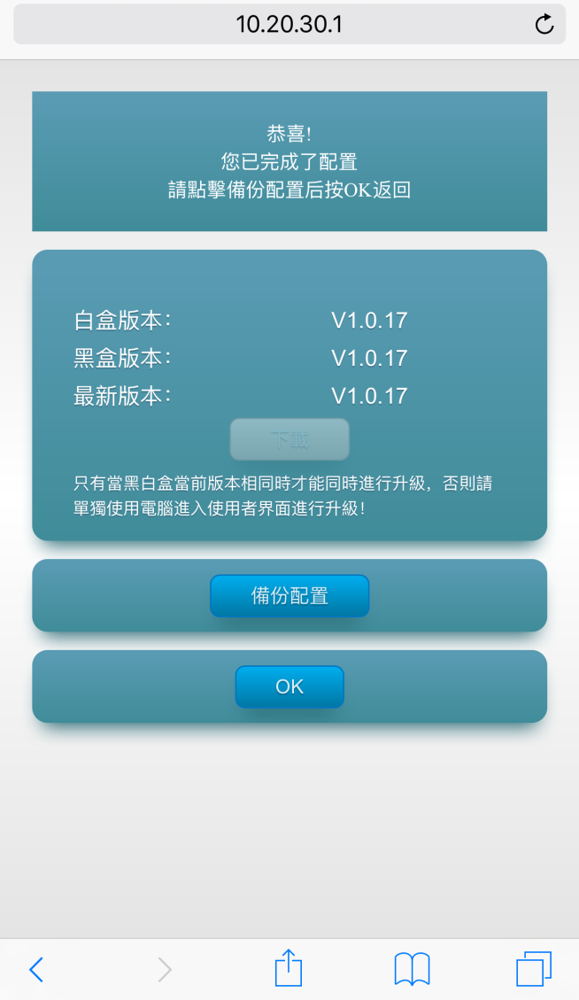 10.20.30.1
恭喜!
您已完成了配置
請點擊備份配置后按OK返回
白盒版本: V1.0.17
黑盒版本: V1.0.17
最新版本: V1.0.17
下載
只有當黑白盒當前版本相同時才能同時進行升級，否則請
單獨使用電腦進入使用者界面進行升級!
備份配置
OK